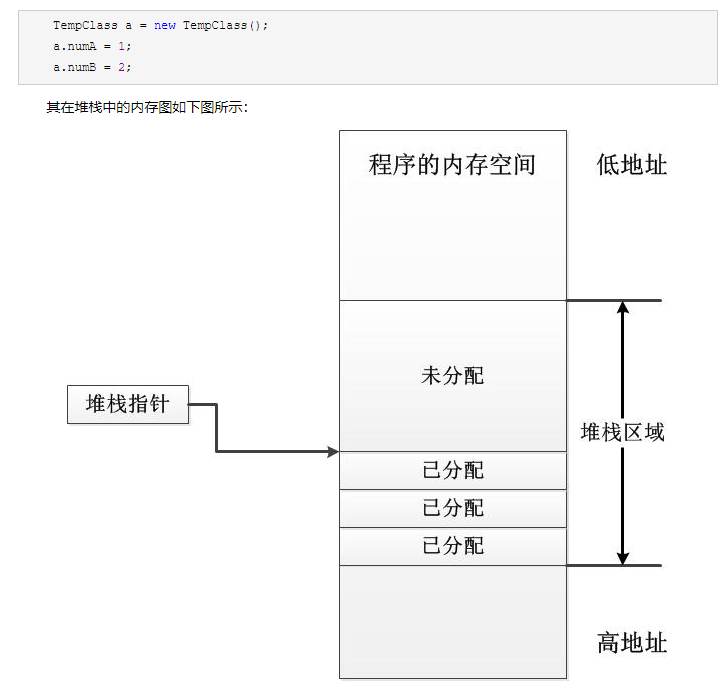 TempClass a = new TempClass();
a.numA = 1;
a.numB = 2;
其在堆栈中的内存图如下图所示：
程序的内存空间
低地址
未分配
堆栈指针
堆栈区域
已分配
已分配
已分配
高地址